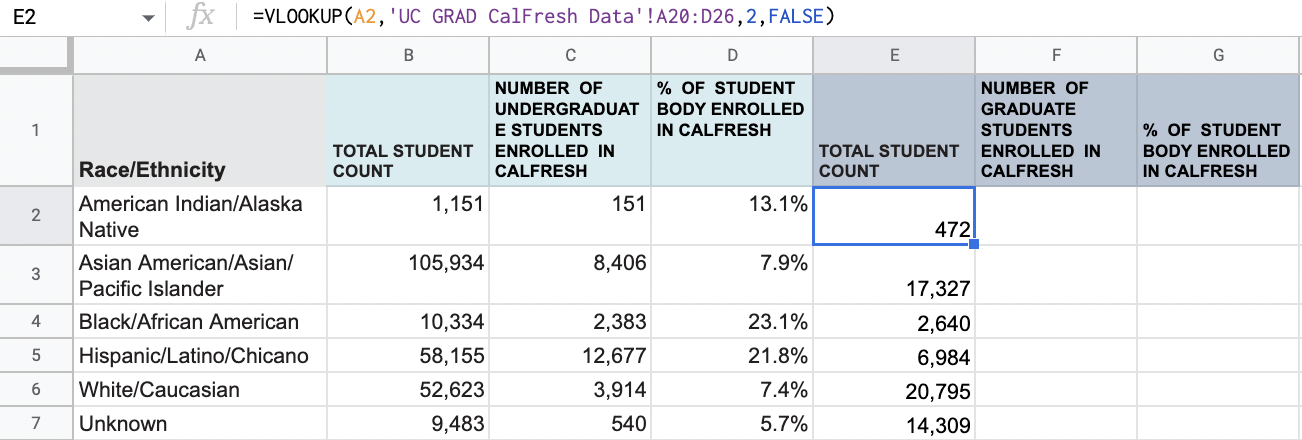 E2 fx =VLOOKUP(A2,'UC GRAD CalFresh Data'!A20:D26,2,FALSE)
A B C D E F G
1
Race/Ethnicity
TOTAL STUDENT
COUNT
NUMBER OF
UNDERGRADUAT
E STUDENTS
ENROLLED IN
CALFRESH
% OF STUDENT
BODY ENROLLED
IN CALFRESH
TOTAL STUDENT
COUNT
NUMBER OF
GRADUATE
STUDENTS
ENROLLED IN
CALFRESH
% OF STUDENT
BODY ENROLLED
IN CALFRESH
2
American Indian/Alaska
Native
1,151 151 13.1% 472
3
Asian American/Asian/
Pacific Islander
105,934 8,406 7.9% 17,327
4 Black/African American 10,334 2,383 23.1% 2,640
5 Hispanic/Latino/Chicano 58,155 12,677 21.8% 6,984
6 White/Caucasian 52,623 3,914 7.4% 20,795
7 Unknown 9,483 540 5.7% 14,309